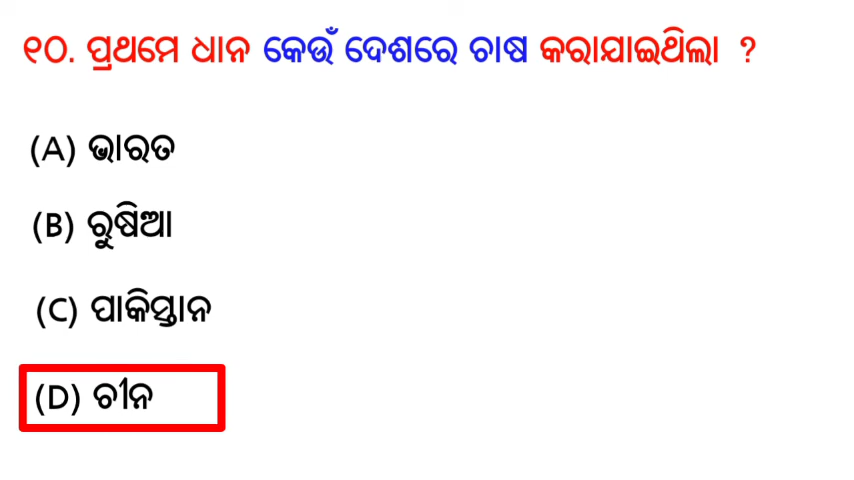 ୧୦. ପ୍ରଥମେ ଧାନ କେଉଁ ଦେଶରେ ଚାଷ କରାଯାଇଥିଲା ?
(A) ଭାରତ
(B) ରୁଷିଆ
(C) ପାକିସ୍ତାନ
(D) ଚୀନ